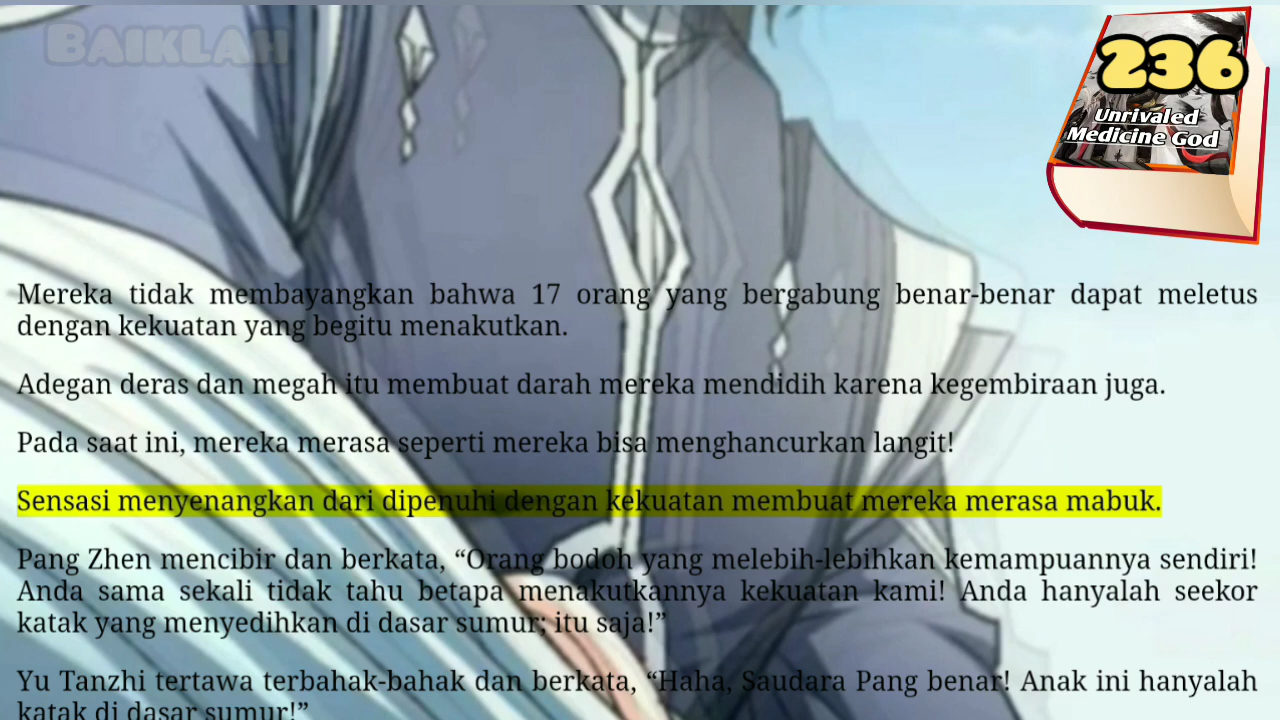 BAIKLAH
236
Unrivaled
Medicine God
Mereka tidak membayangkan bahwa 17 orang yang bergabung benar-benar dapat meletus
dengan kekuatan yang begitu menakutkan.
Adegan deras dan megah itu membuat darah mereka mendidih karena kegembiraan juga.
Pada saat ini, mereka merasa seperti mereka bisa menghancurkan langit!
Sensasi menyenangkan dari dipenuhi dengan kekuatan membuat mereka merasa mabuk.
Pang Zhen mencibir dan berkata, “Orang bodoh yang melebih-lebihkan kemampuannya sendiri!
Anda sama sekali tidak tahu betapa menakutkannya kekuatan kami! Anda hanyalah seekor
katak yang menyedihkan di dasar sumur; itu saja!”
Yu Tanzhi tertawa terbahak-bahak dan berkata, “Haha, Saudara Pang benar! Anak ini hanyalah
katak di dasar sumur!”